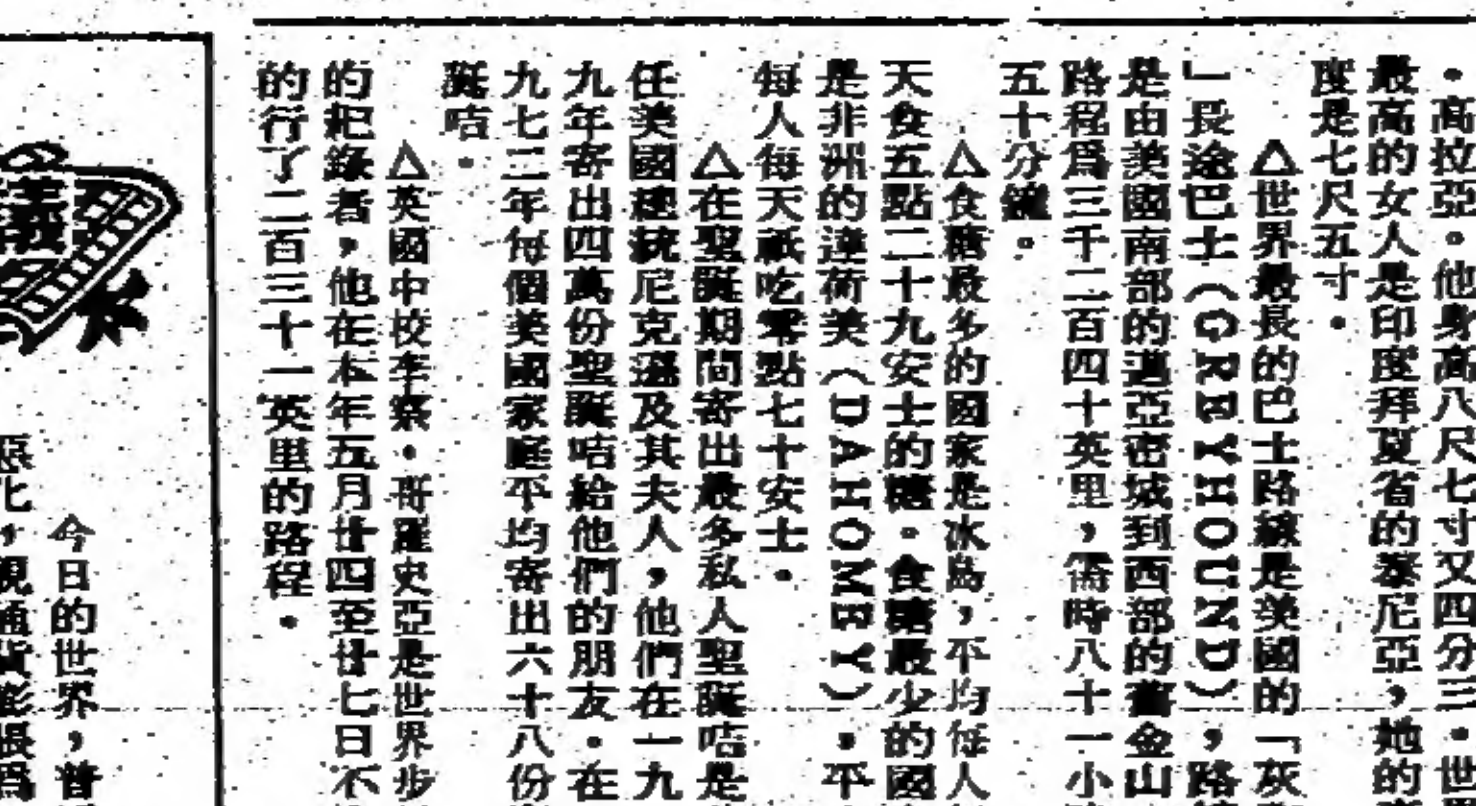 ・高拉亞。他身高八尺七寸又四分三。世
最高的女人是印度拜夏省的泰尼亞，她的
度是七尺五寸。
△世界最長的巴士路線是美國的「灰
」長途巴士（GREYHOUND），路
是由美國南部的邁亞密城到西部的舊金山
路程爲三千二百四十英里，需時八十一小
五十分鐘。
△食糖最多的國家是冰島，平均每人
天食五點二十九安士的糖。食糖最少的國
是非洲的達荷美（DAHOMEY）。平
每人每天祇吃零點七十安士。
△在聖誕期間寄出最多私人聖誕咭是
任美國總統尼克遜及其夫人，他們在一九
九年寄出四萬份聖誕咭給他們的朋友。在
九七二年每個美國家庭平均寄出六十八份
誕咭。
△英國中校李察・哥羅史亞是世界步
的紀錄者，他在本年五月廿四至廿七日不
的行了二百三十一英里的路程。
今日的世界，普
惡化，視通貨膨脹爲